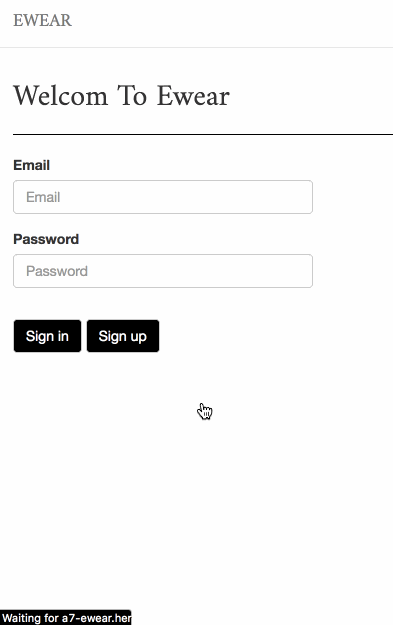 EWEAR
Welcom To Ewear
Email
Email
Password
Password
Sign in Sign up
Waiting for a7-ewear.her